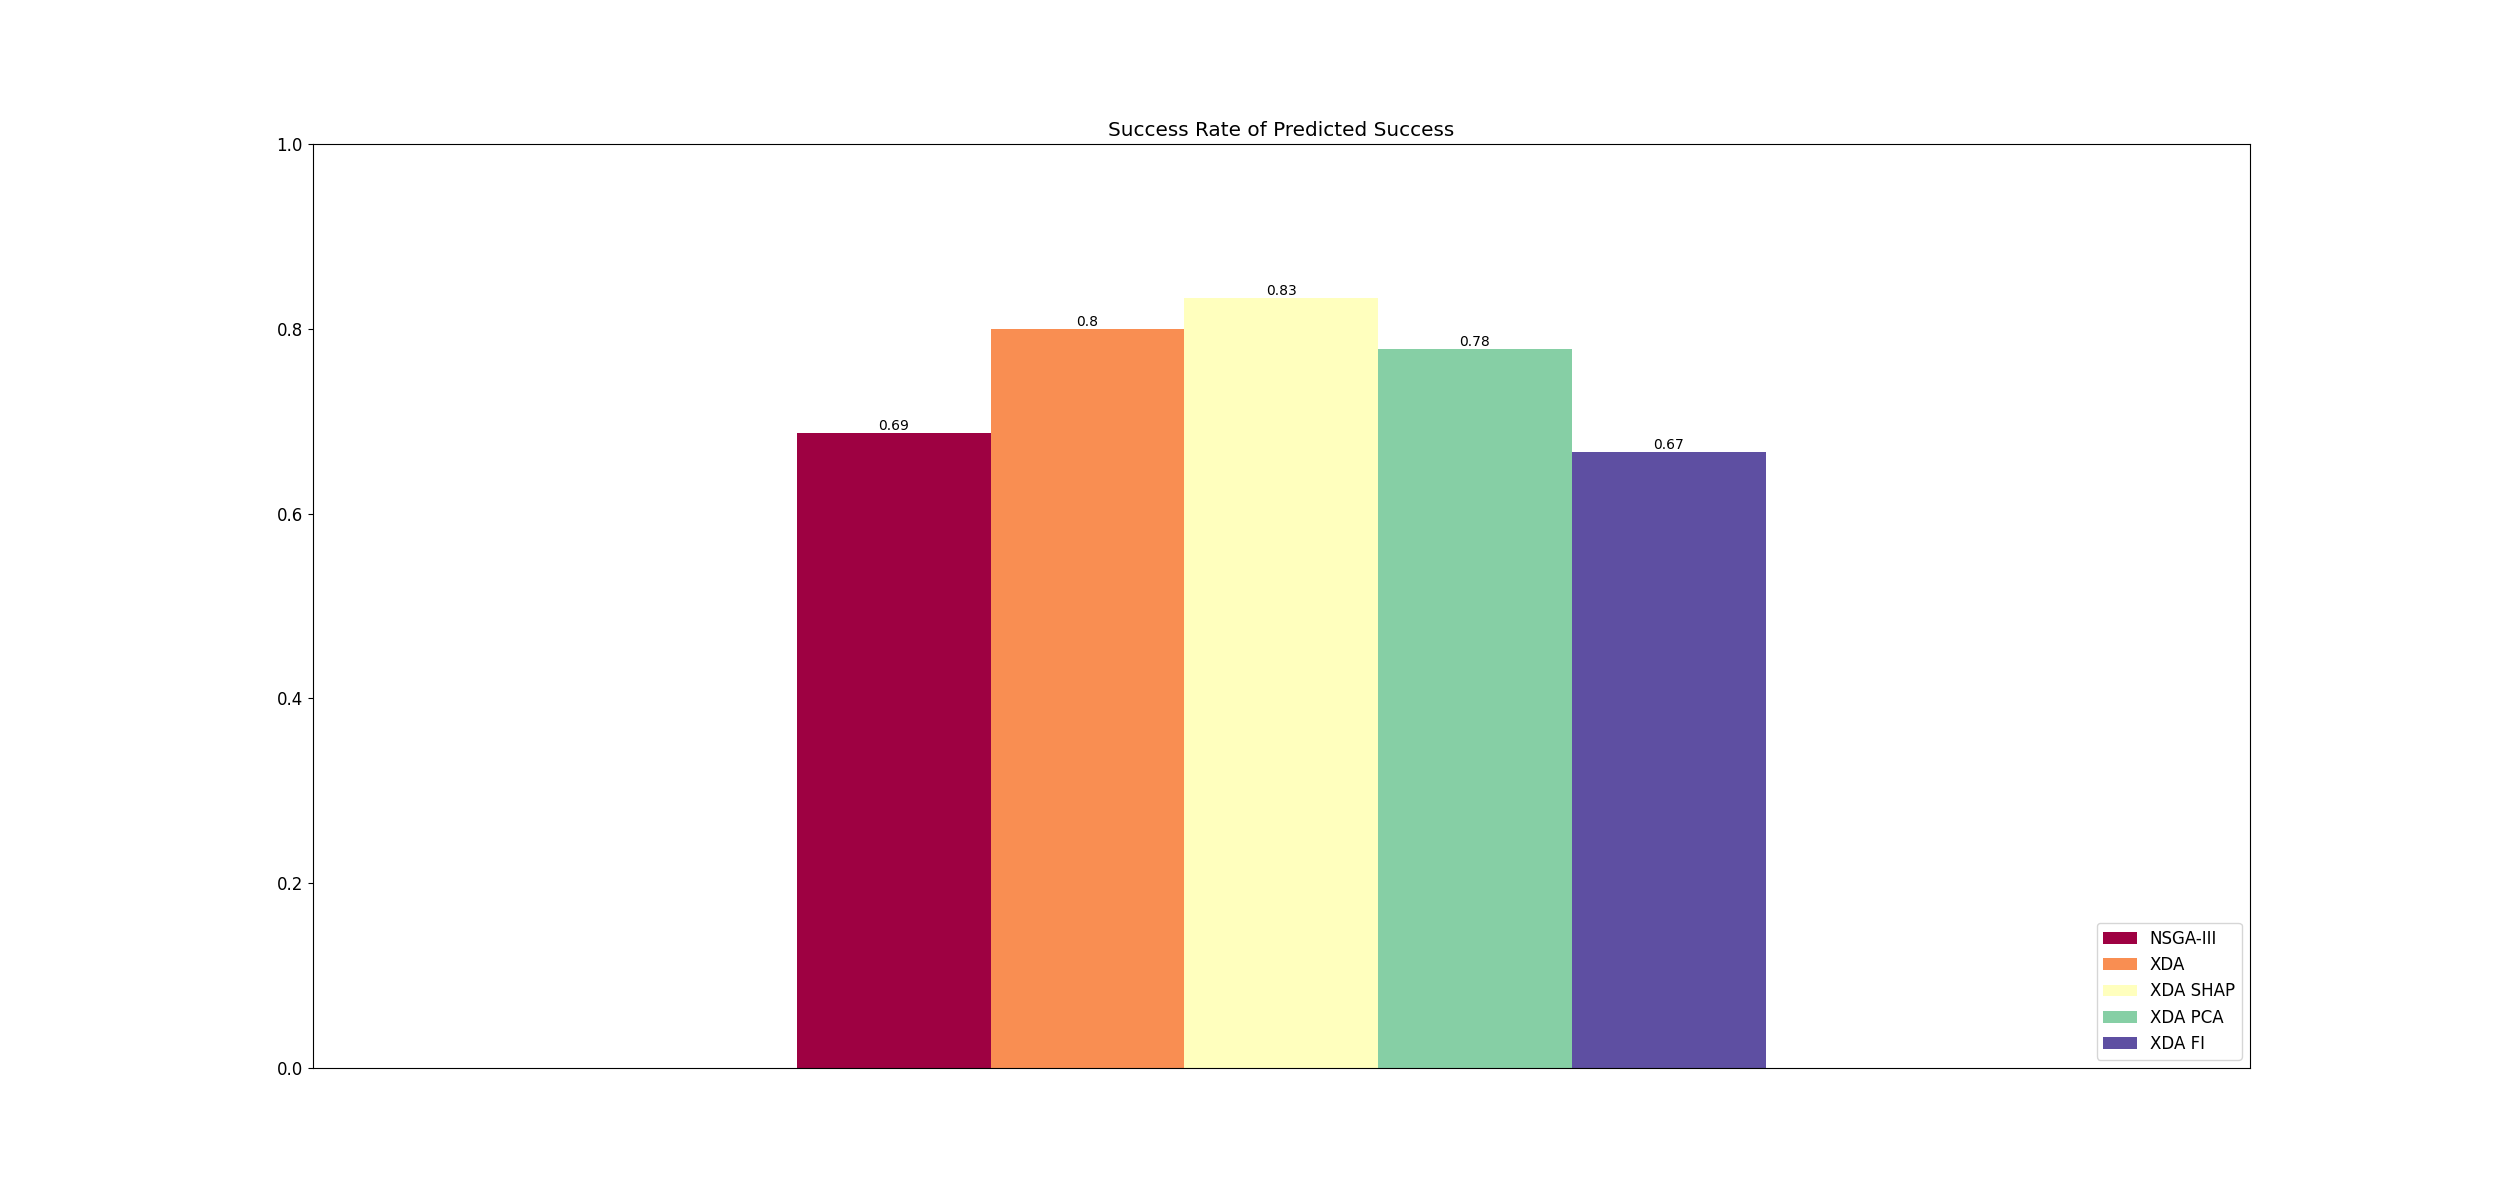 Success Rate of Predicted Success
1.0
0.8
0.6
0.4
0.2
0.0
0.69
0.8
0.83
0.78
0.67
NSGA-III
XDA
XDA SHAP
XDA PCA
XDA FI